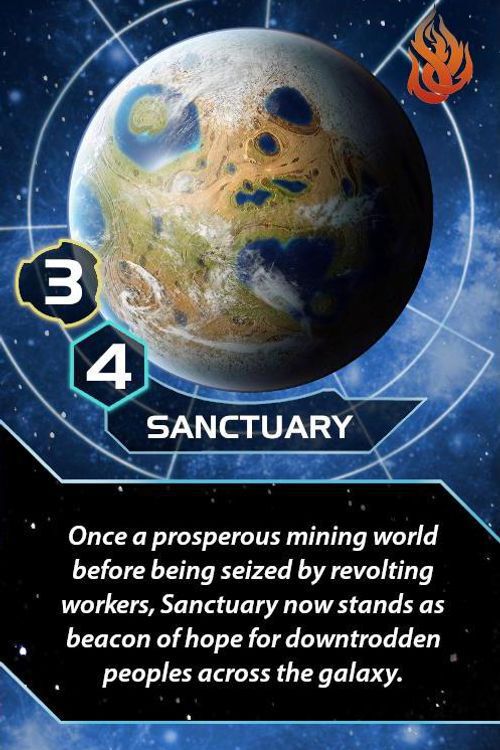 3
4
SANCTUARY
Once a prosperous mining world
before being seized by revolting
workers, Sanctuary now stands as
beacon of hope for downtrodden
peoples across the galaxy.